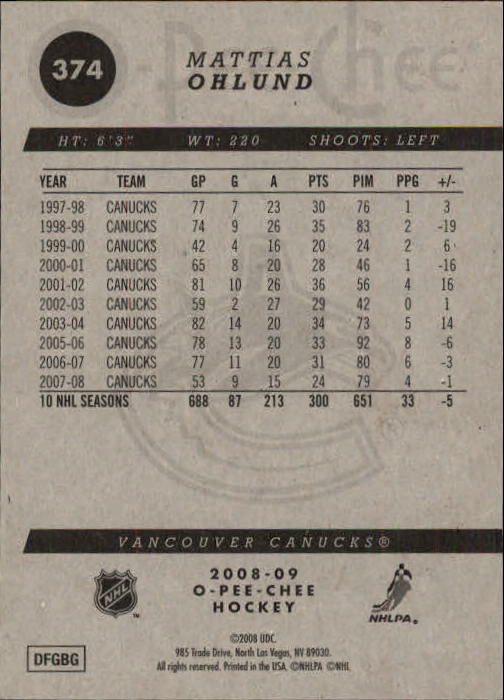 O-Pee-Chee
374
MATTIAS
OHLUND
HT: 6'3" WT: 220 SHOOTS: LEFT
YEAR TEAM GP G A PTS PIM PPG +/-
1997-98 CANUCKS 77 7 23 30 76 1 3
1998-99 CANUCKS 74 9 26 35 83 2 -19
1999-00 CANUCKS 42 4 16 20 24 2 6
2000-01 CANUCKS 65 8 20 28 46 1 -16
2001-02 CANUCKS 81 10 26 36 56 4 16
2002-03 CANUCKS 59 2 27 29 42 0 1
2003-04 CANUCKS 82 14 20 34 73 5 14
2005-06 CANUCKS 78 13 20 33 92 8 -6
2006-07 CANUCKS 77 11 20 31 80 6 -3
2007-08 CANUCKS 53 9 15 24 79 4 -1
10 NHL SEASONS 688 87 213 300 651 33 -5
VANCOUVER CANUCKS®
NHL ™
2008-09
O-PEE-CHEE
HOCKEY
NHLPA®
©2008 UDC.
985 Trade Drive, North Las Vegas, NV 89030.
All rights reserved. Printed in the USA. ©NHLPA ©NHL
DFGBG